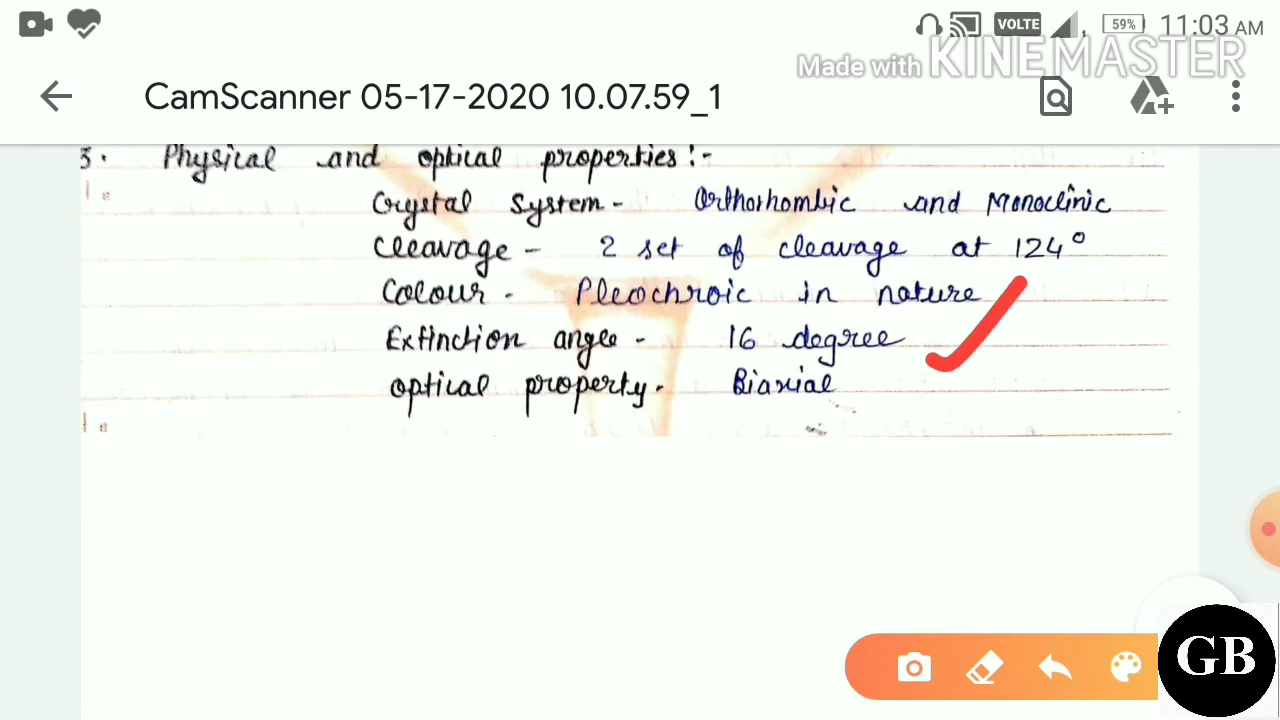 VOLTE 59% 11:03 AM
Made with KINEMASTER
CamScanner 05-17-2020 10.07.59_1
3. Physical and optical properties:-
Crystal System - Orthorhombic and Monoclinic
Cleavage - 2 set of cleavage at 124°
Colour - Pleochroic in nature
Extinction angle - 16 degree
optical property - Biaxial
GB